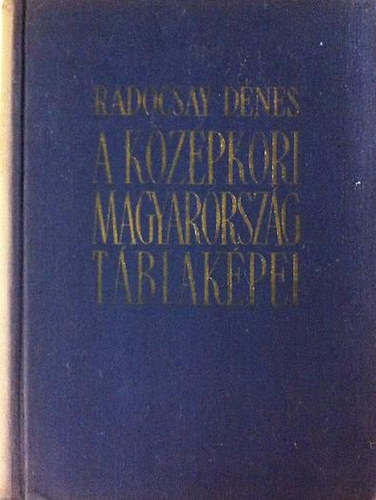 RADOCSAY DÉNES
A KÖZÉPKORI
MAGYARORSZÁG
TÁBLAKÉPEI